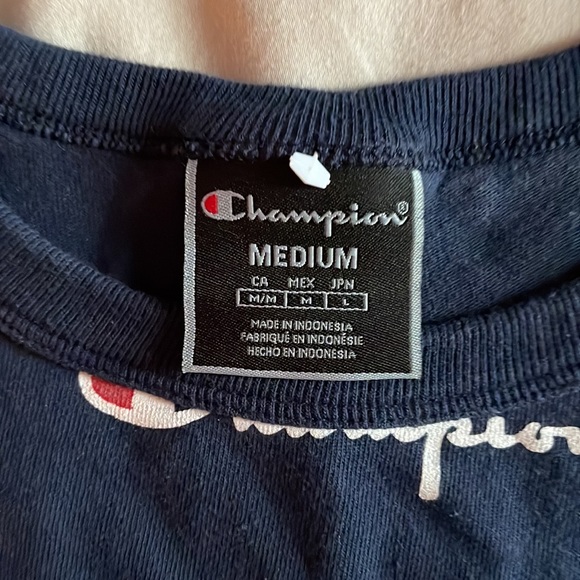 Champion®
MEDIUM
CA MEX JPN
M/M M L
MADE IN INDONESIA
FABRIQUÉ EN INDONÉSIE
HECHO EN INDONESIA
Champion